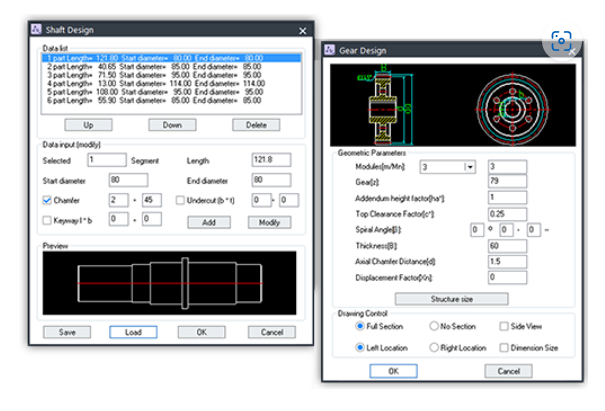 Shaft Design
Data list
1 part Length= 121.80 Start diameter= 80.00 End diameter= 80.00
2 part Length= 40.65 Start diameter= 85.00 End diameter= 85.00
3 part Length= 71.50 Start diameter= 95.00 End diameter= 95.00
4 part Length= 13.00 Start diameter= 114.00 End diameter= 114.00
5 part Length= 108.00 Start diameter= 95.00 End diameter= 95.00
6 part Length= 55.90 Start diameter= 85.00 End diameter= 85.00
Up Down Delete
Data input (modify)
Selected 1 Segment Length 121.8
Start diameter 80 End diameter 80
Chamfer 2 * 45 Undercut (b * t) 0 * 0
Keyway l * b 0 * 0 Add Modify
Preview
Save Load OK Cancel
Gear Design
Geometric Parameters
Modules[m/Mn]: 3 3
Gear[z]: 79
Addendum height factor[ha*]: 1
Top Clearance Factor[c*]: 0.25
Spiral Angle[β]: 0 ° 0 ' 0 "
Thickness[B]: 60
Axial Chamfer Distance[d]: 1.5
Displacement Factor[Xn]: 0
Structure size
Drawing Control
Full Section No Section Side View
Left Location Right Location Dimension Size
OK Cancel